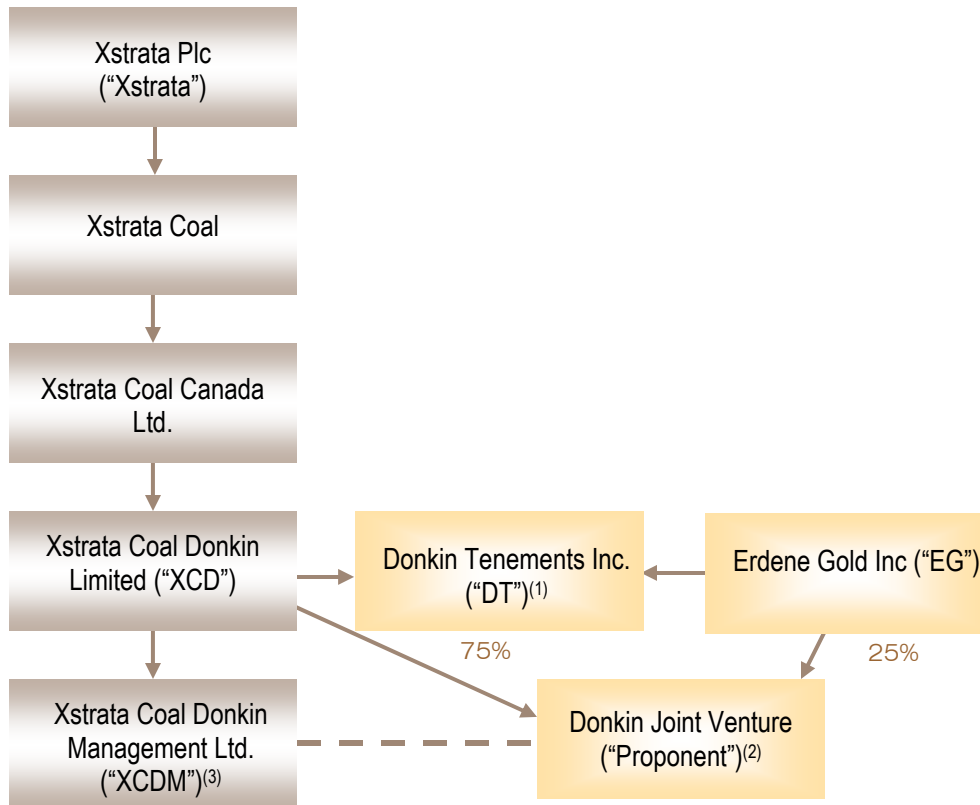 Xstrata Plc
(“Xstrata”)
Xstrata Coal
Xstrata Coal Canada
Ltd.
Xstrata Coal Donkin
Limited (“XCD”)
Donkin Tenements Inc.
(“DT”)(1)
Erdene Gold Inc (“EG”)
75%
25%
Xstrata Coal Donkin
Management Ltd.
(“XCDM”)(3)
Donkin Joint Venture
(“Proponent”)(2)